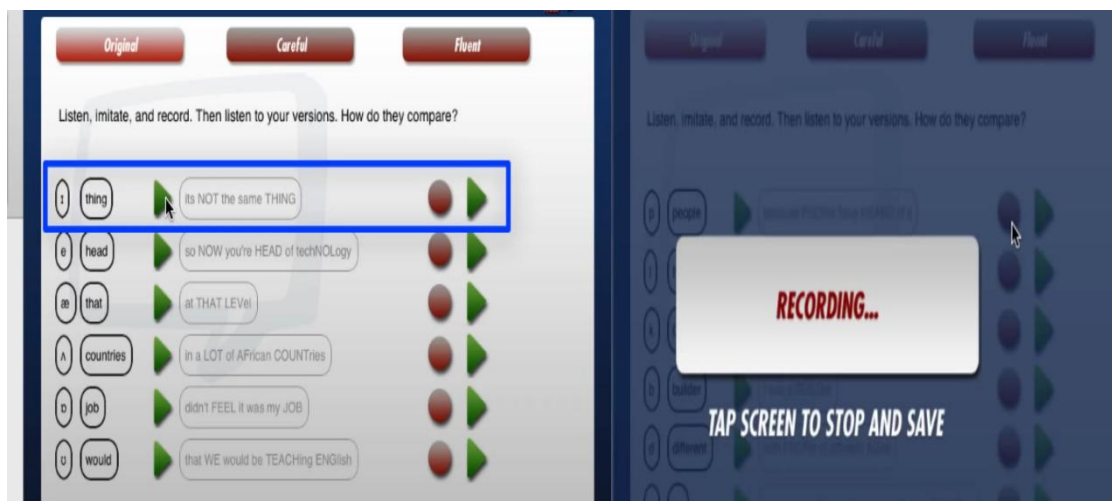 Original Careful Fluent
Listen, imitate, and record. Then listen to your versions. How do they compare?
ɪ thing its NOT the same THING
e head so NOW you're HEAD of techNOLogy
æ that at THAT LEVel
ʌ countries in a LOT of AFrican COUNTries
ɒ job didn't FEEL it was my JOB
ʊ would that WE would be TEACHing ENGlish
Original Careful Fluent
Listen, imitate, and record. Then listen to your versions. How do they compare?
p people
RECORDING...
k
b builder
TAP SCREEN TO STOP AND SAVE
d different